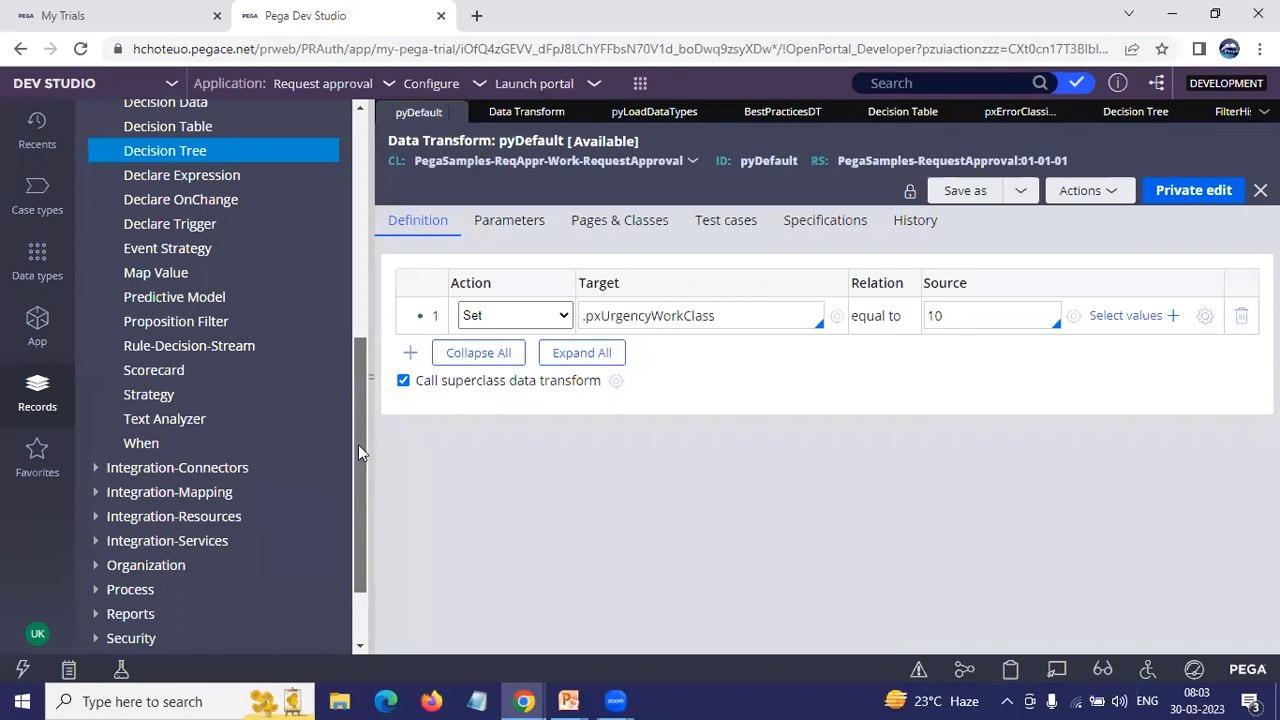 PEGA My Trials
PEGA Pega Dev Studio
hchoteuo.pegace.net/prweb/PRAuth/app/my-pega-trial/iOfQ4zGEVV_dFpJ8LChYFFbsN70V1d_boDwq9zsyXDw*/!OpenPortal_Developer?pzuiactionzzz=CXt0cn17T3Blbl...
DEV STUDIO Application: Request approval Configure Launch portal Search DEVELOPMENT
Recents
Case types
Data types
App
Records
Favorites
UK
Decision Data
Decision Table
Decision Tree
Declare Expression
Declare OnChange
Declare Trigger
Event Strategy
Map Value
Predictive Model
Proposition Filter
Rule-Decision-Stream
Scorecard
Strategy
Text Analyzer
When
Integration-Connectors
Integration-Mapping
Integration-Resources
Integration-Services
Organization
Process
Reports
Security
pyDefault Data Transform pyLoadDataTypes BestPracticesDT Decision Table pxErrorClassi... Decision Tree FilterHi
Data Transform: pyDefault [Available]
CL: PegaSamples-ReqAppr-Work-RequestApproval ID: pyDefault RS: PegaSamples-RequestApproval:01-01-01
Save as Actions Private edit
Definition Parameters Pages & Classes Test cases Specifications History
Action Target Relation Source
1 Set .pxUrgencyWorkClass equal to 10 Select values
Collapse All Expand All
Call superclass data transform
PEGA
Type here to search
23°C Haze ENG 08:03
30-03-2023
3